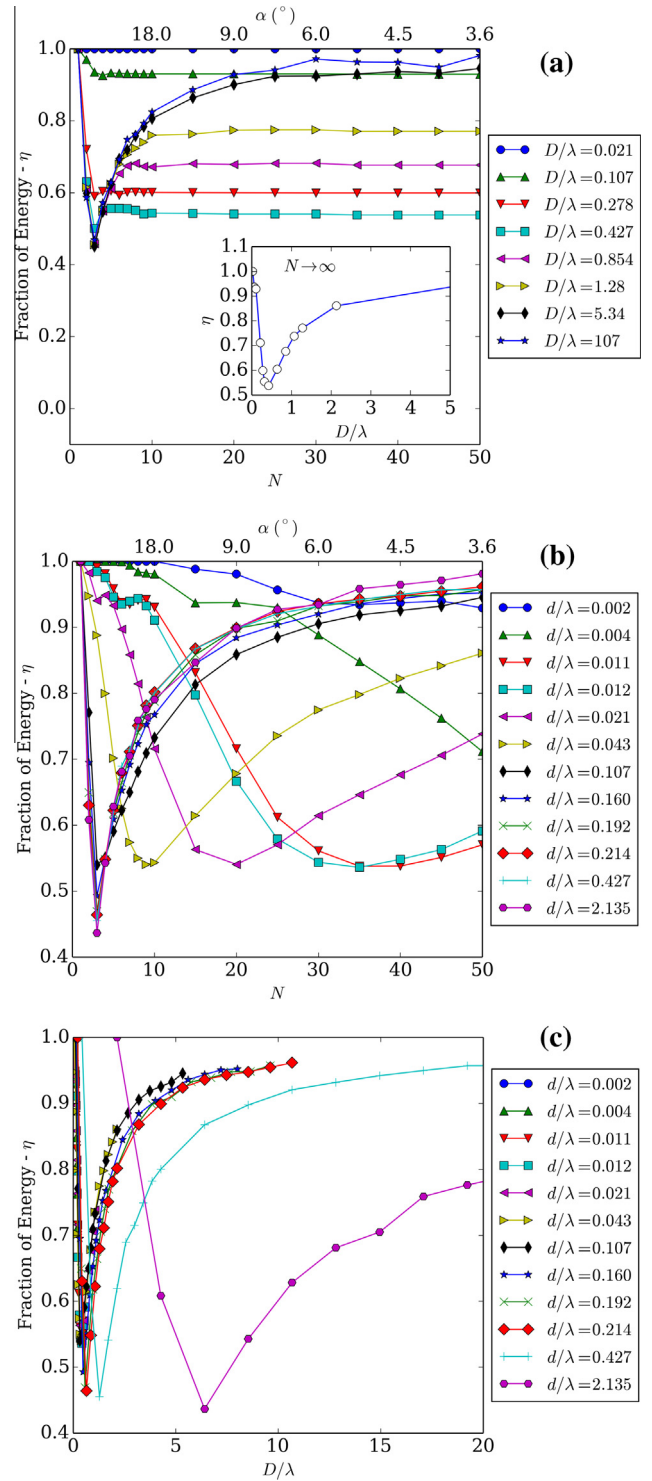 α (°)
18.0 9.0 6.0 4.5 3.6
1.0
0.8
0.6
0.4
0.2
0.0
Fraction of Energy - η
(a)
D/λ=0.021
D/λ=0.107
D/λ=0.278
D/λ=0.427
D/λ=0.854
D/λ=1.28
D/λ=5.34
D/λ=107
N→∞
1.1
1.0
0.9
0.8
0.7
0.6
0.5
η
0 1 2 3 4 5
D/λ
0 10 20 30 40 50
N
α (°)
18.0 9.0 6.0 4.5 3.6
1.0
0.9
0.8
0.7
0.6
0.5
0.4
Fraction of Energy - η
(b)
d/λ=0.002
d/λ=0.004
d/λ=0.011
d/λ=0.012
d/λ=0.021
d/λ=0.043
d/λ=0.107
d/λ=0.160
d/λ=0.192
d/λ=0.214
d/λ=0.427
d/λ=2.135
0 10 20 30 40 50
N
1.0
0.9
0.8
0.7
0.6
0.5
0.4
Fraction of Energy - η
(c)
d/λ=0.002
d/λ=0.004
d/λ=0.011
d/λ=0.012
d/λ=0.021
d/λ=0.043
d/λ=0.107
d/λ=0.160
d/λ=0.192
d/λ=0.214
d/λ=0.427
d/λ=2.135
0 5 10 15 20
D/λ